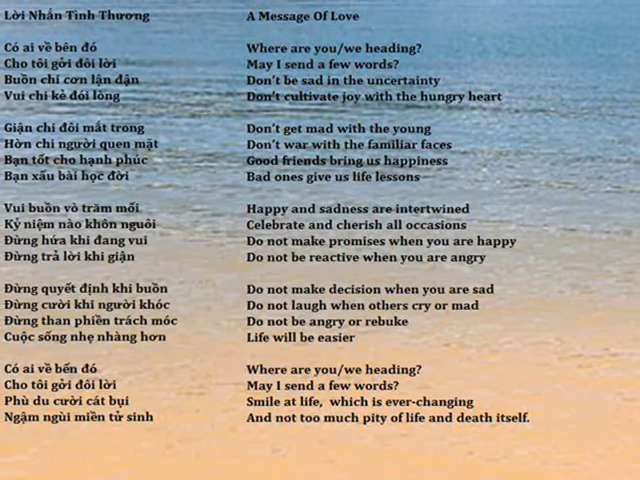 Lời Nhắn Tình Thương
Có ai về bên đó
Cho tôi gởi đôi lời
Buồn chi cơn lận đận
Vui chi kẻ đói lòng
Giận chi đôi mắt trong
Hờn chi người quen mặt
Bạn tốt cho hạnh phúc
Bạn xấu bài học đời
Vui buồn vò trăm mối
Kỷ niệm nào khôn nguôi
Đừng hứa khi đang vui
Đừng trả lời khi giận
Đừng quyết định khi buồn
Đừng cười khi người khóc
Đừng than phiền trách móc
Cuộc sống nhẹ nhàng hơn
Có ai về bến đó
Cho tôi gởi đôi lời
Phù du cười cát bụi
Ngậm ngùi miền tử sinh
A Message Of Love
Where are you/we heading?
May I send a few words?
Don't be sad in the uncertainty
Don't cultivate joy with the hungry heart
Don't get mad with the young
Don't war with the familiar faces
Good friends bring us happiness
Bad ones give us life lessons
Happy and sadness are intertwined
Celebrate and cherish all occasions
Do not make promises when you are happy
Do not be reactive when you are angry
Do not make decision when you are sad
Do not laugh when others cry or mad
Do not be angry or rebuke
Life will be easier
Where are you/we heading?
May I send a few words?
Smile at life, which is ever-changing
And not too much pity of life and death itself.